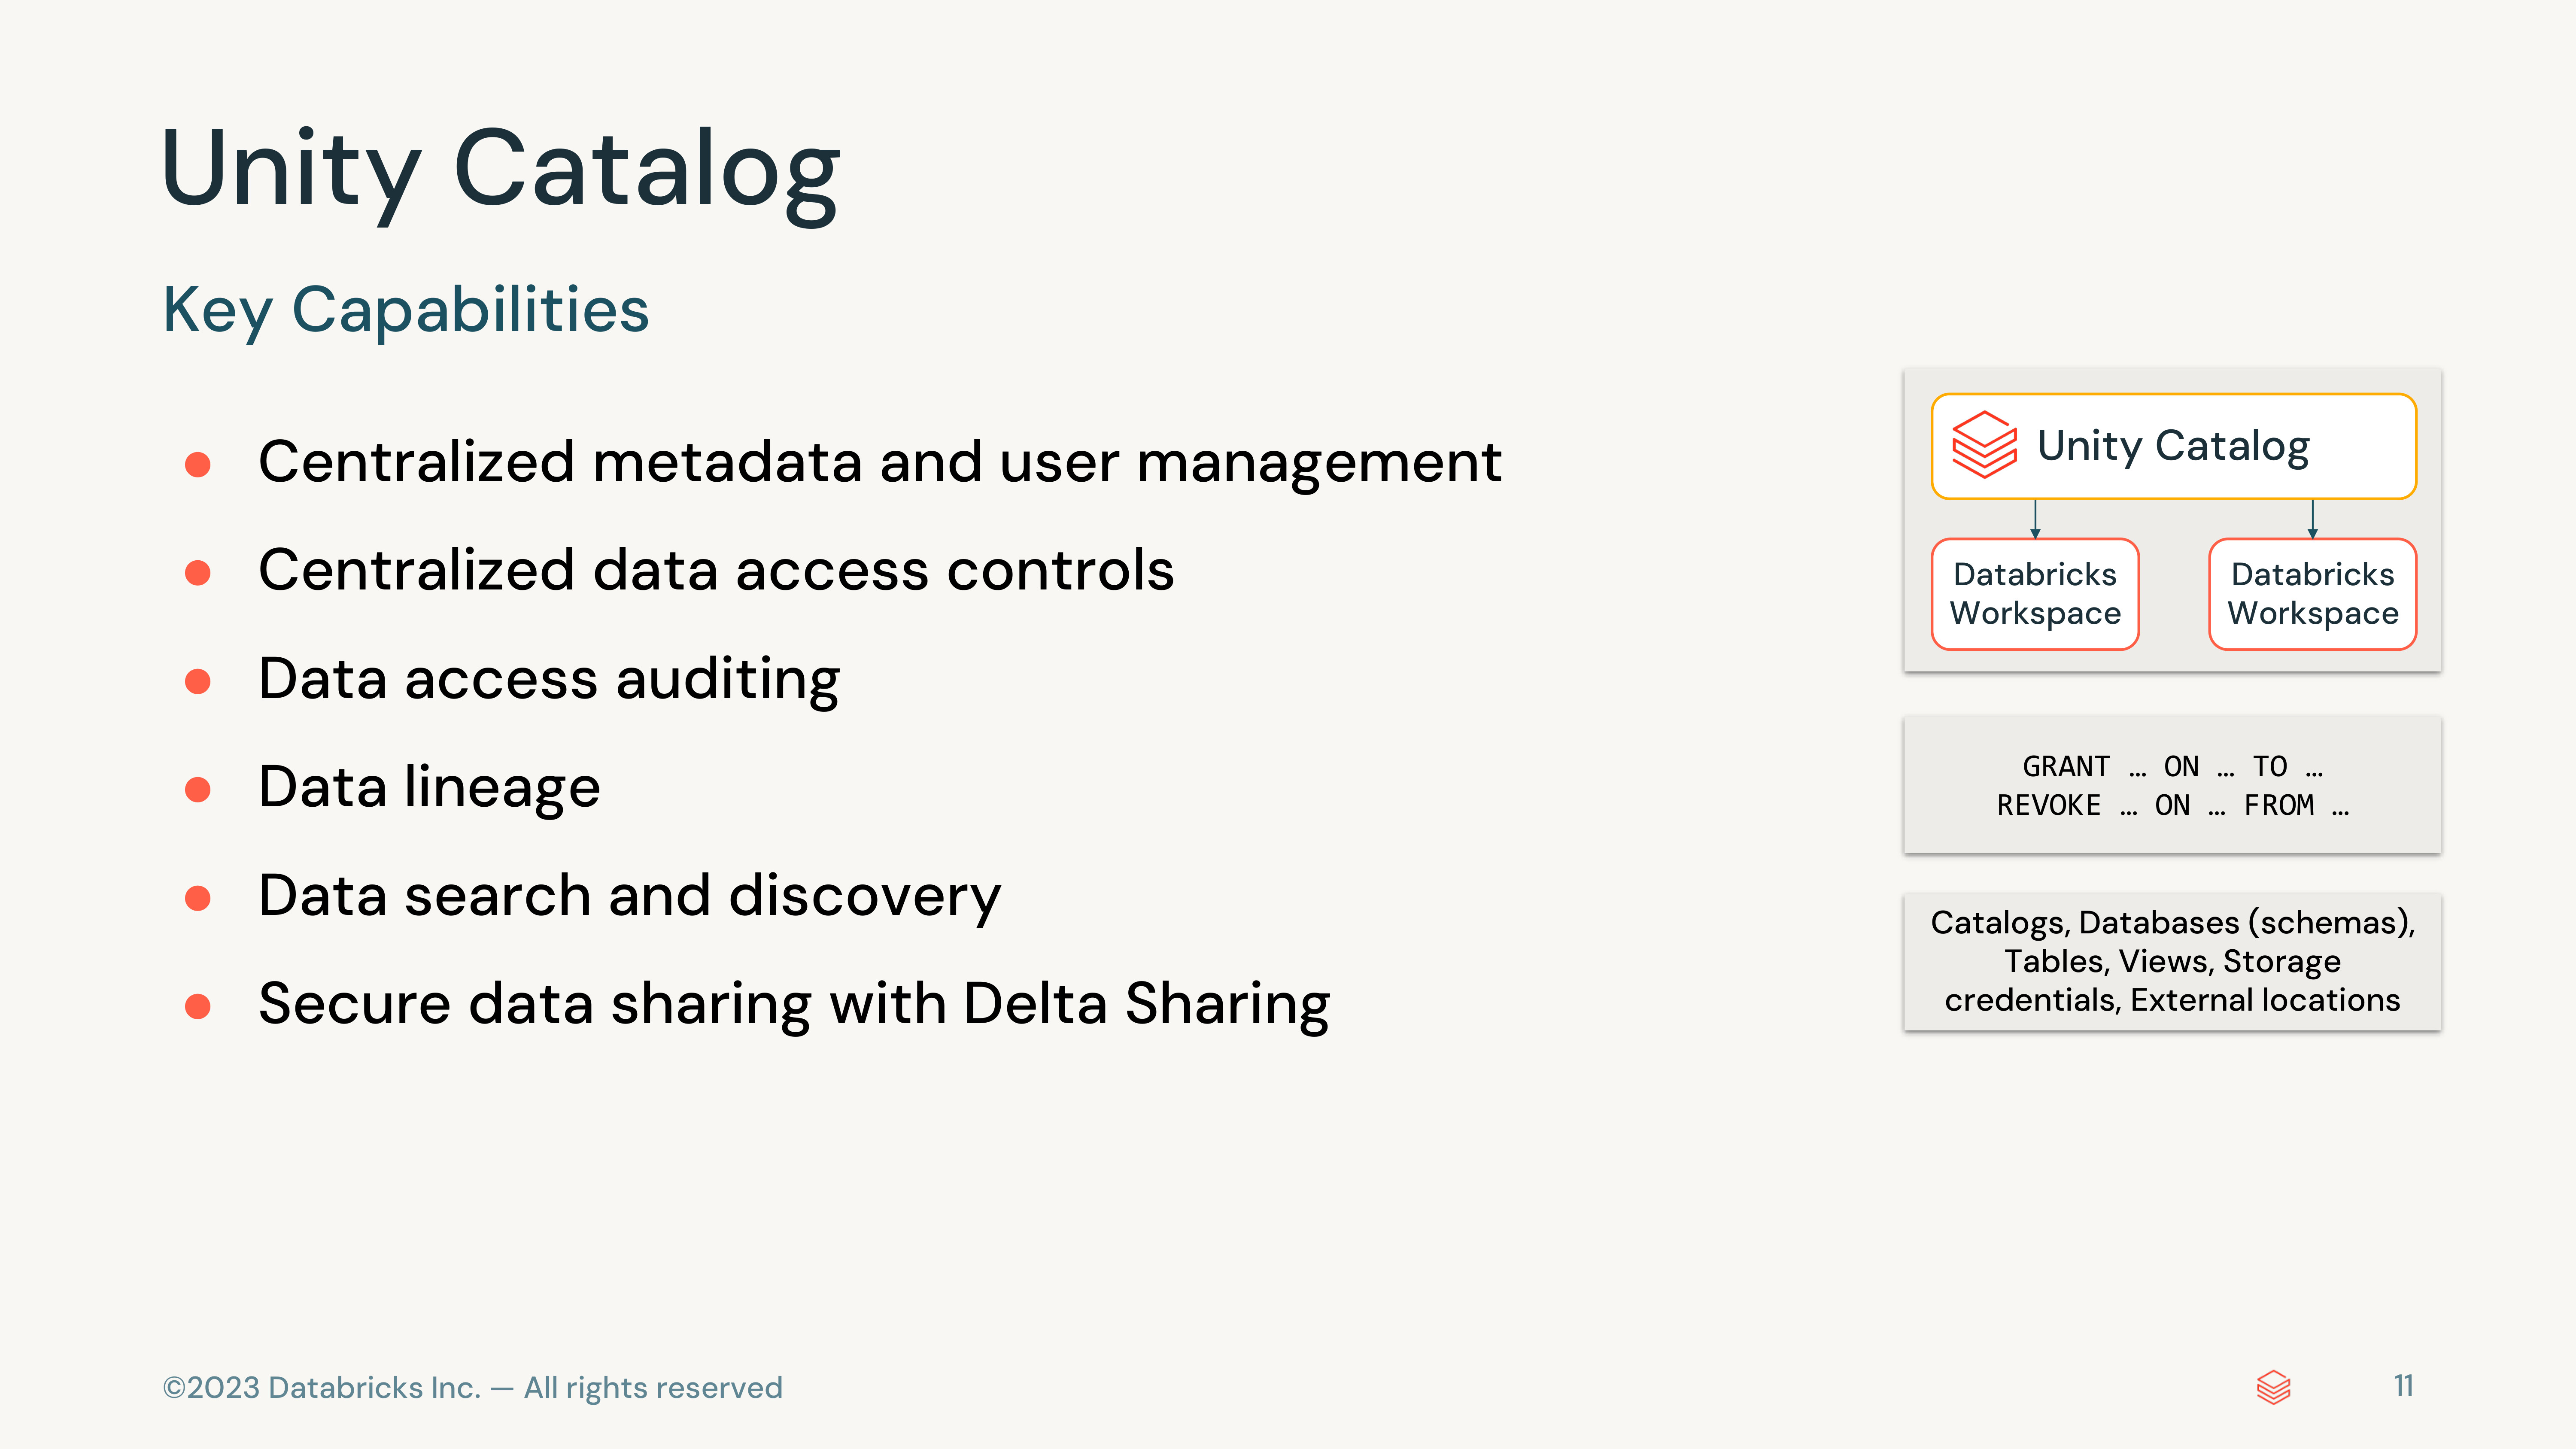 Unity Catalog
Key Capabilities
● Centralized metadata and user management
● Centralized data access controls
● Data access auditing
● Data lineage
● Data search and discovery
● Secure data sharing with Delta Sharing
Unity Catalog
Databricks
Workspace
Databricks
Workspace
GRANT … ON … TO …
REVOKE … ON … FROM …
Catalogs, Databases (schemas),
Tables, Views, Storage
credentials, External locations
©2023 Databricks Inc. — All rights reserved
11